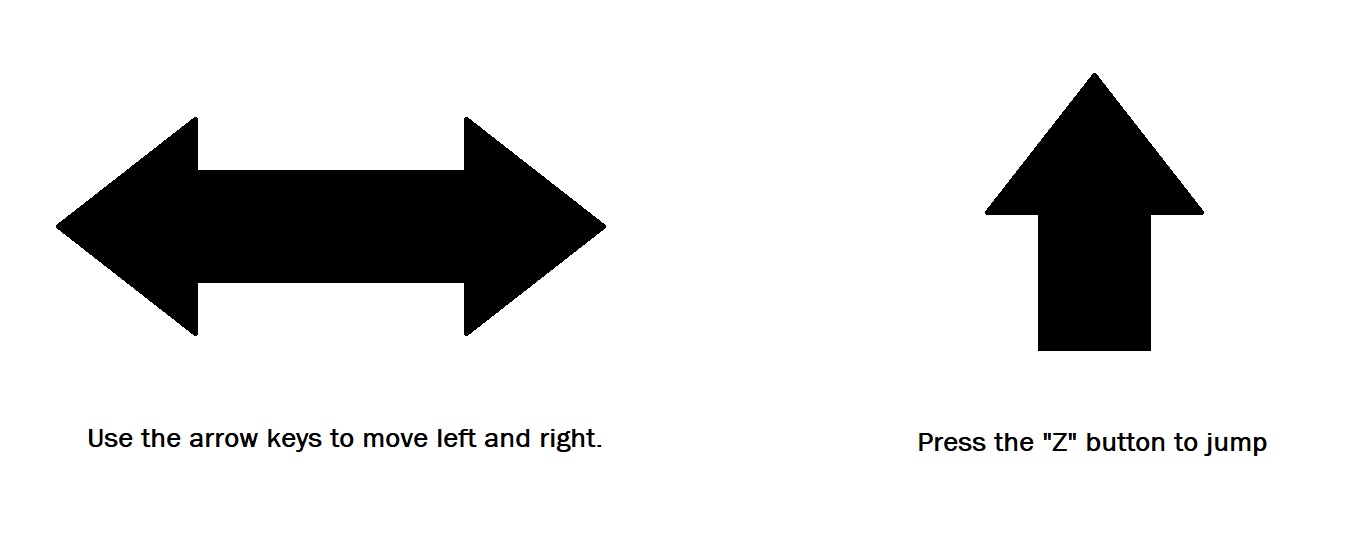 Use the arrow keys to move left and right.
Press the "Z" button to jump